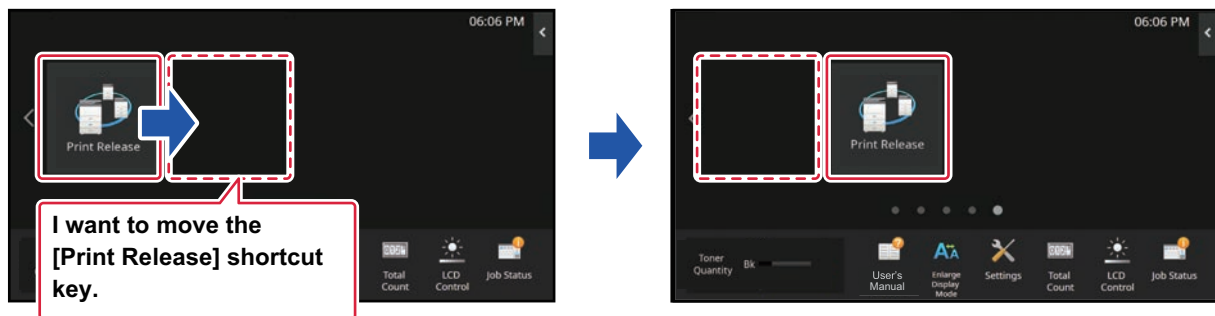 06:06 PM
Print Release
I want to move the
[Print Release] shortcut
key.
Total
Count
LCD
Control
Job Status
06:06 PM
Print Release
Toner
Quantity
Bk
User's
Manual
Enlarge
Display
Mode
Settings
Total
Count
LCD
Control
Job Status